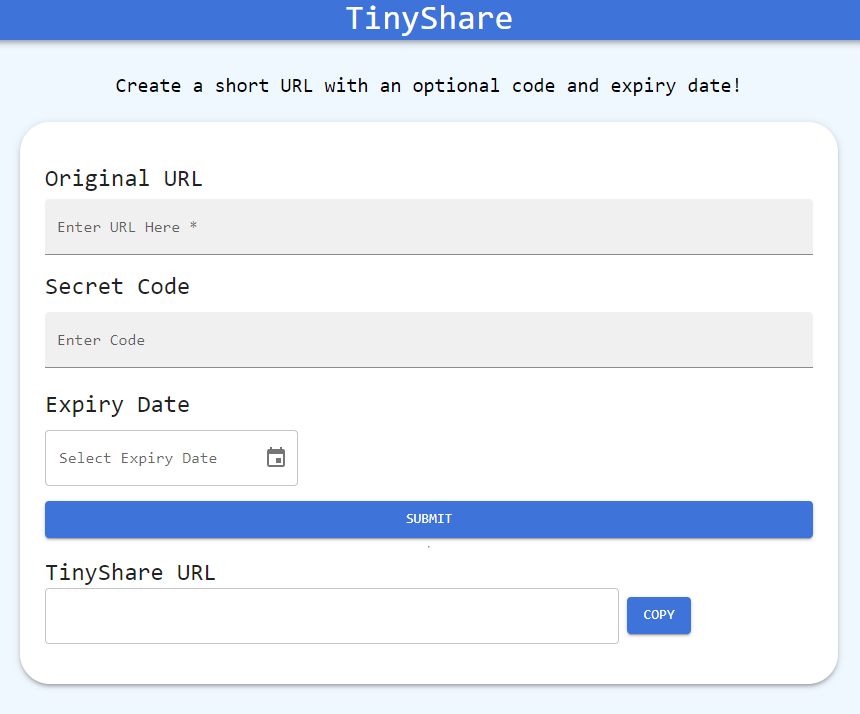 TinyShare
Create a short URL with an optional code and expiry date!
Original URL
Enter URL Here *
Secret Code
Enter Code
Expiry Date
Select Expiry Date
SUBMIT
TinyShare URL
COPY